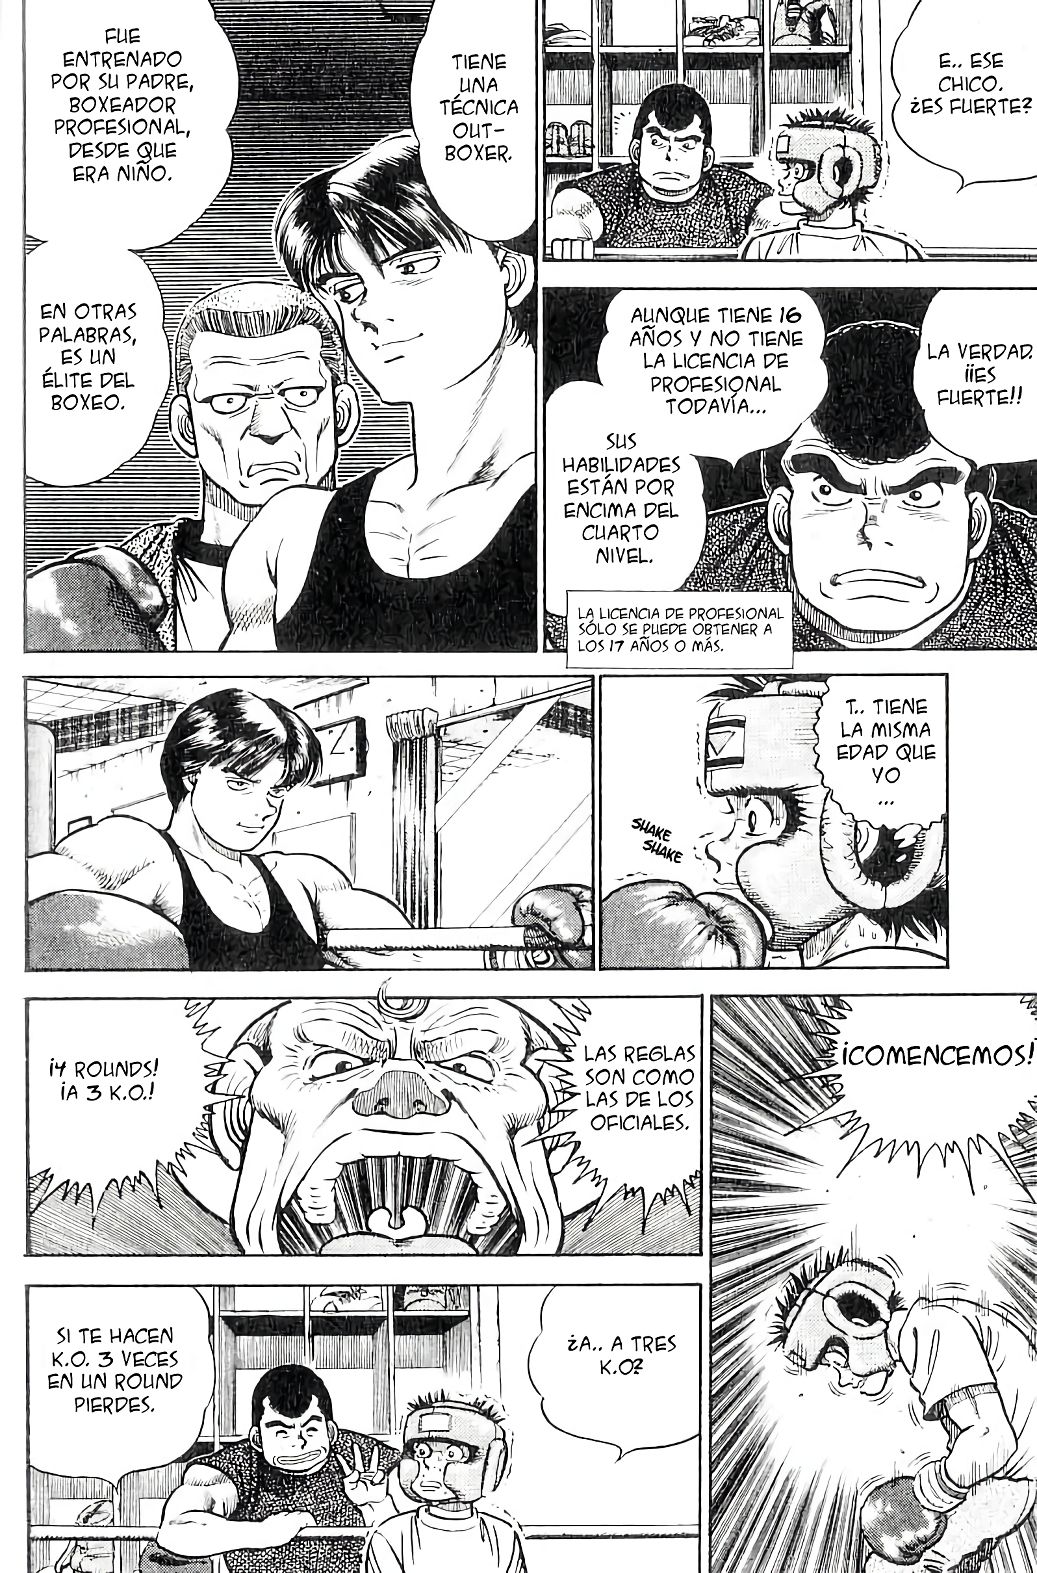 E.. ESE
CHICO.
¿ES FUERTE?
LA VERDAD.
¡¡ES
FUERTE!!
AUNQUE TIENE 16
AÑOS Y NO TIENE
LA LICENCIA DE
PROFESIONAL
TODAVÍA...
SUS
HABILIDADES
ESTÁN POR
ENCIMA DEL
CUARTO
NIVEL.
LA LICENCIA DE PROFESIONAL
SÓLO SE PUEDE OBTENER A
LOS 17 AÑOS O MÁS.
TIENE
UNA
TÉCNICA
OUT-
BOXER.
FUE
ENTRENADO
POR SU PADRE,
BOXEADOR
PROFESIONAL,
DESDE QUE
ERA NIÑO.
EN OTRAS
PALABRAS,
ES UN
ÉLITE DEL
BOXEO.
T.. TIENE
LA MISMA
EDAD QUE
YO
...
SHAKE
SHAKE
¡COMENCEMOS!
LAS REGLAS
SON COMO
LAS DE LOS
OFICIALES.
¡4 ROUNDS!
¡A 3 K.O.!
¿A.. A TRES
K.O?
SI TE HACEN
K.O. 3 VECES
EN UN ROUND
PIERDES.